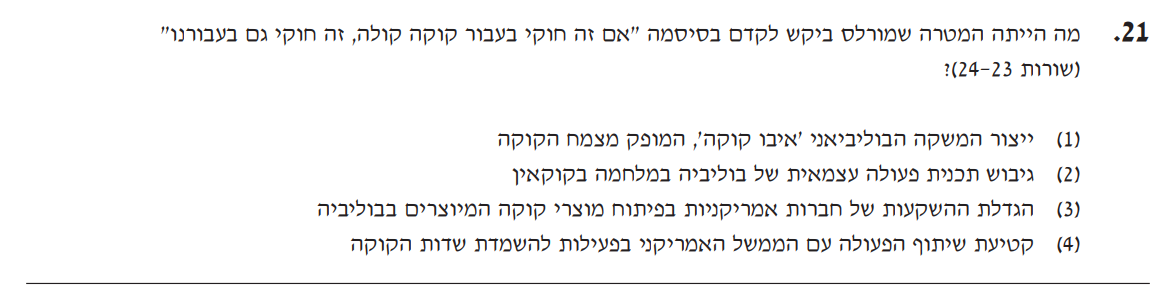 21. מה הייתה המטרה שמורלס ביקש לקדם בסיסמה "אם זה חוקי בעבור קוקה קולה, זה חוקי גם בעבורנו"
(שורות 23–24)?
(1) ייצור המשקה הבוליביאני 'איבו קוקה', המופק מצמח הקוקה
(2) גיבוש תכנית פעולה עצמאית של בוליביה במלחמה בקוקאין
(3) הגדלת ההשקעות של חברות אמריקניות בפיתוח מוצרי קוקה המיוצרים בבוליביה
(4) קטיעת שיתוף הפעולה עם הממשל האמריקני בפעילות להשמדת שדות הקוקה